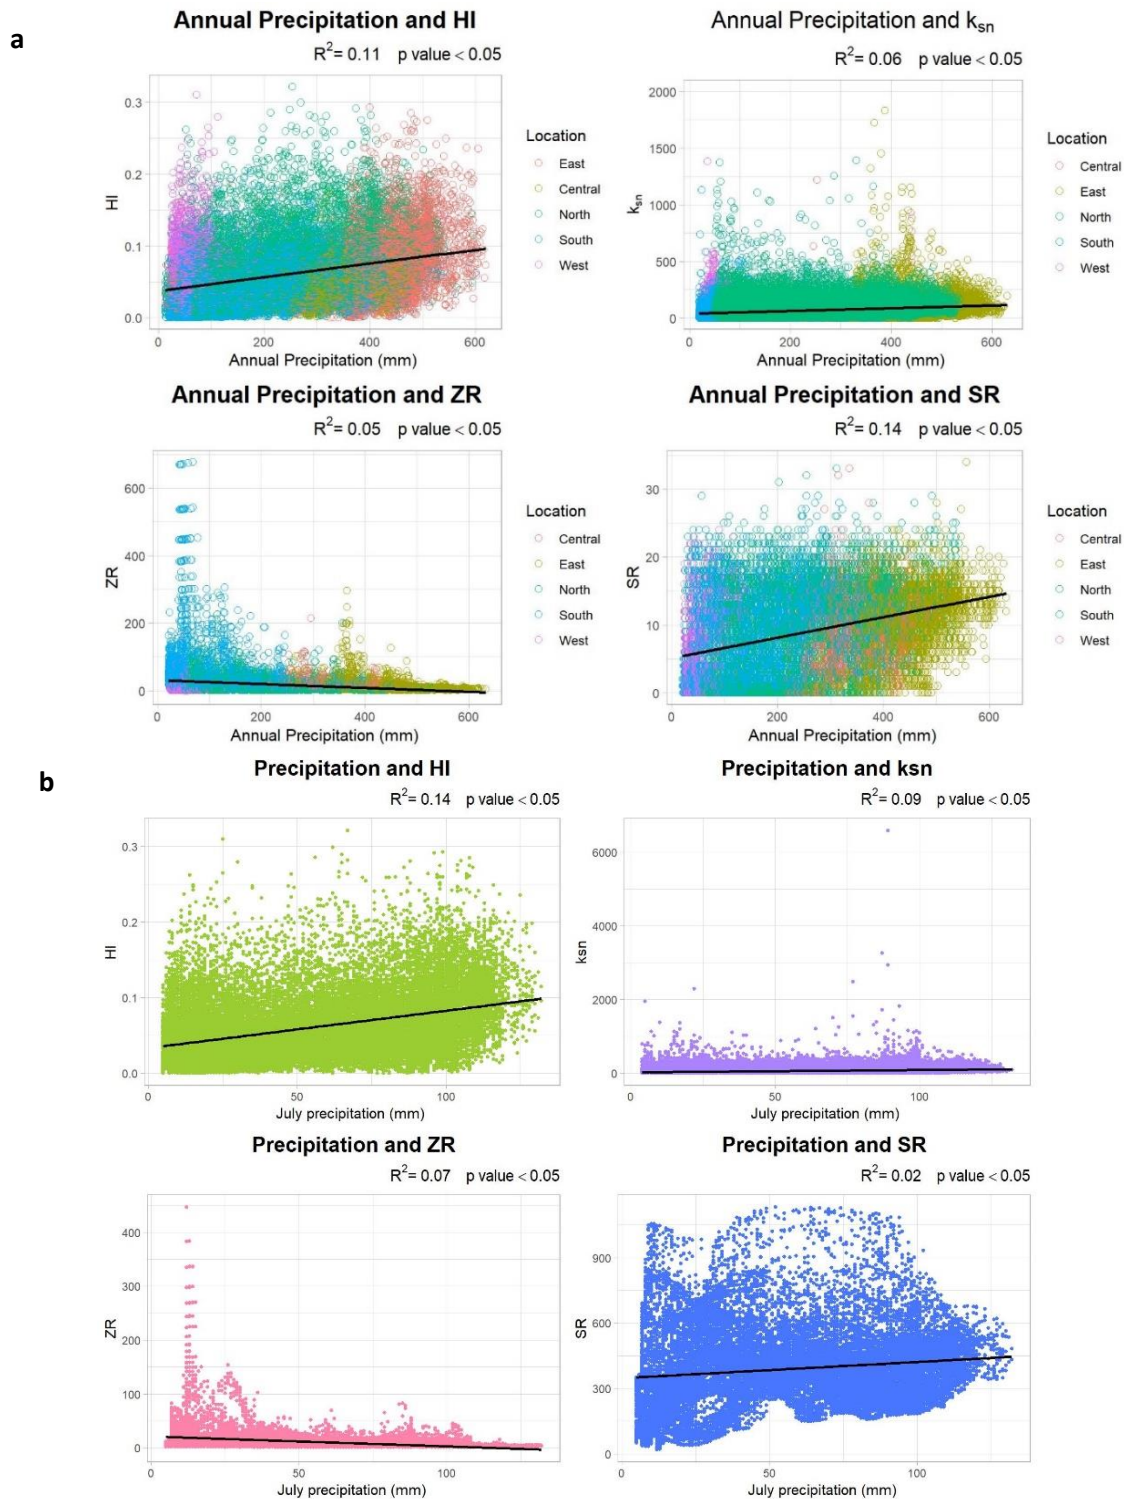 a
Annual Precipitation and HI
R²= 0.11 p value < 0.05
HI
0.3
0.2
0.1
0.0
0 200 400 600
Annual Precipitation (mm)
Location
East
Central
North
South
West
Annual Precipitation and ksn
R²= 0.06 p value < 0.05
ksn
2000
1500
1000
500
0
0 200 400 600
Annual Precipitation (mm)
Location
Central
East
North
South
West
Annual Precipitation and ZR
R²= 0.05 p value < 0.05
ZR
600
400
200
0
0 200 400 600
Annual Precipitation (mm)
Location
Central
East
North
South
West
Annual Precipitation and SR
R²= 0.14 p value < 0.05
SR
30
20
10
0
0 200 400 600
Annual Precipitation (mm)
Location
Central
East
North
South
West
b
Precipitation and HI
R²= 0.14 p value < 0.05
HI
0.3
0.2
0.1
0.0
0 50 100
July precipitation (mm)
Precipitation and ksn
R²= 0.09 p value < 0.05
ksn
6000
4000
2000
0
0 50 100
July precipitation (mm)
Precipitation and ZR
R²= 0.07 p value < 0.05
ZR
400
300
200
100
0
0 50 100
July precipitation (mm)
Precipitation and SR
R²= 0.02 p value < 0.05
SR
900
600
300
0
0 50 100
July precipitation (mm)